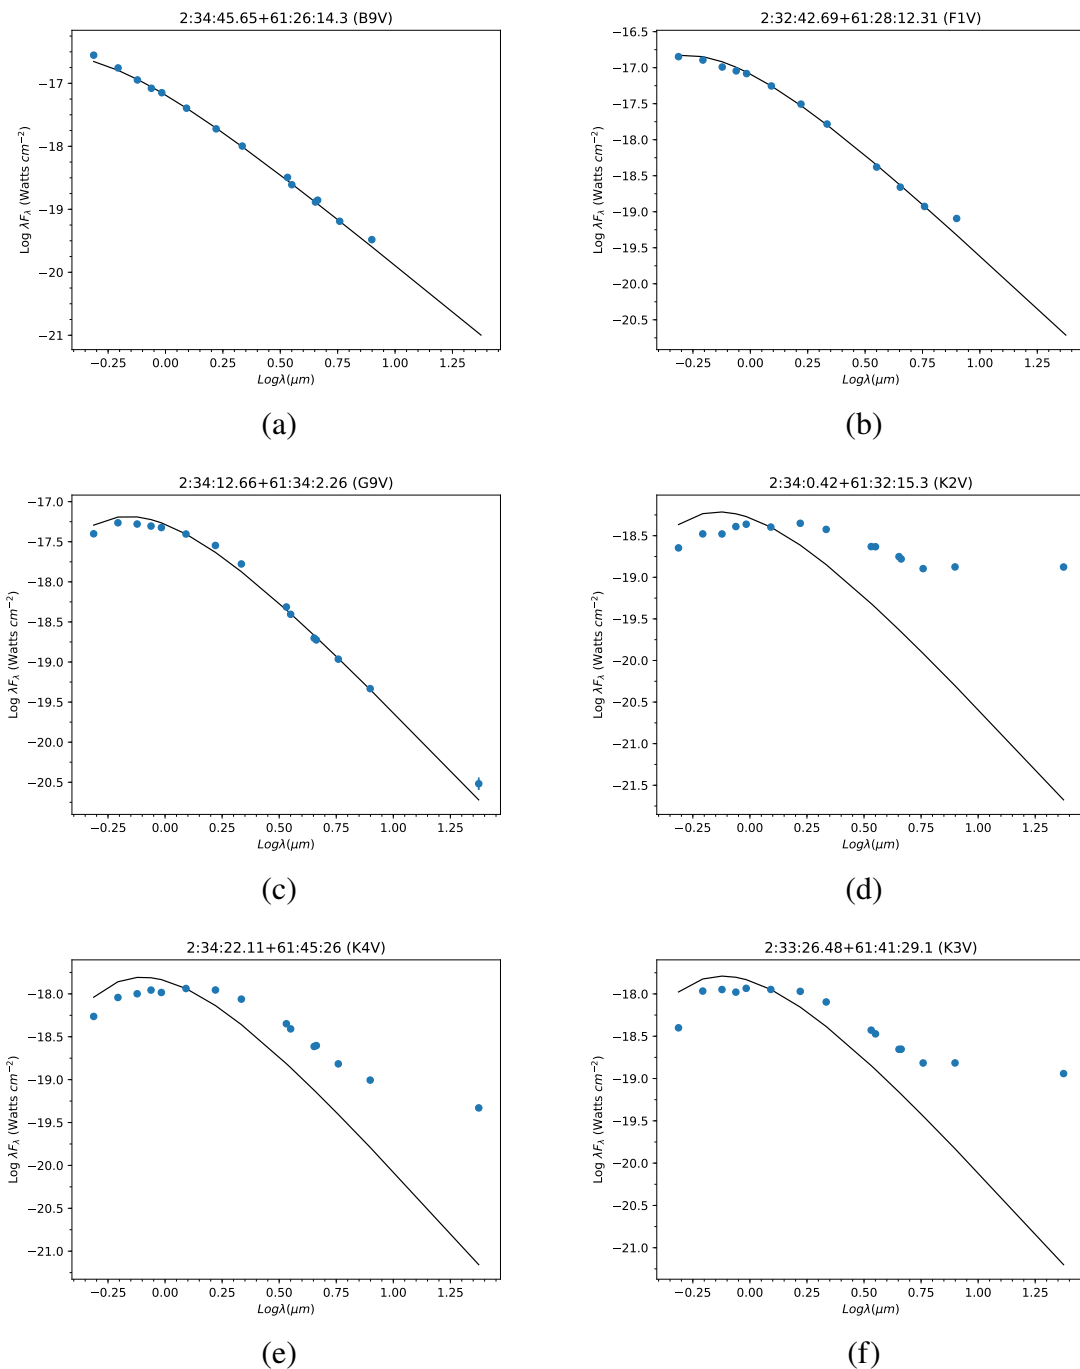 2:34:45.65+61:26:14.3 (B9V)
Log λFλ (Watts cm−2)
−17
−18
−19
−20
−21
−0.25 0.00 0.25 0.50 0.75 1.00 1.25
Logλ(μm)
(a)
2:32:42.69+61:28:12.31 (F1V)
Log λFλ (Watts cm−2)
−16.5
−17.0
−17.5
−18.0
−18.5
−19.0
−19.5
−20.0
−20.5
−0.25 0.00 0.25 0.50 0.75 1.00 1.25
Logλ(μm)
(b)
2:34:12.66+61:34:2.26 (G9V)
Log λFλ (Watts cm−2)
−17.0
−17.5
−18.0
−18.5
−19.0
−19.5
−20.0
−20.5
−0.25 0.00 0.25 0.50 0.75 1.00 1.25
Logλ(μm)
(c)
2:34:0.42+61:32:15.3 (K2V)
Log λFλ (Watts cm−2)
−18.5
−19.0
−19.5
−20.0
−20.5
−21.0
−21.5
−0.25 0.00 0.25 0.50 0.75 1.00 1.25
Logλ(μm)
(d)
2:34:22.11+61:45:26 (K4V)
Log λFλ (Watts cm−2)
−18.0
−18.5
−19.0
−19.5
−20.0
−20.5
−21.0
−0.25 0.00 0.25 0.50 0.75 1.00 1.25
Logλ(μm)
(e)
2:33:26.48+61:41:29.1 (K3V)
Log λFλ (Watts cm−2)
−18.0
−18.5
−19.0
−19.5
−20.0
−20.5
−21.0
−0.25 0.00 0.25 0.50 0.75 1.00 1.25
Logλ(μm)
(f)